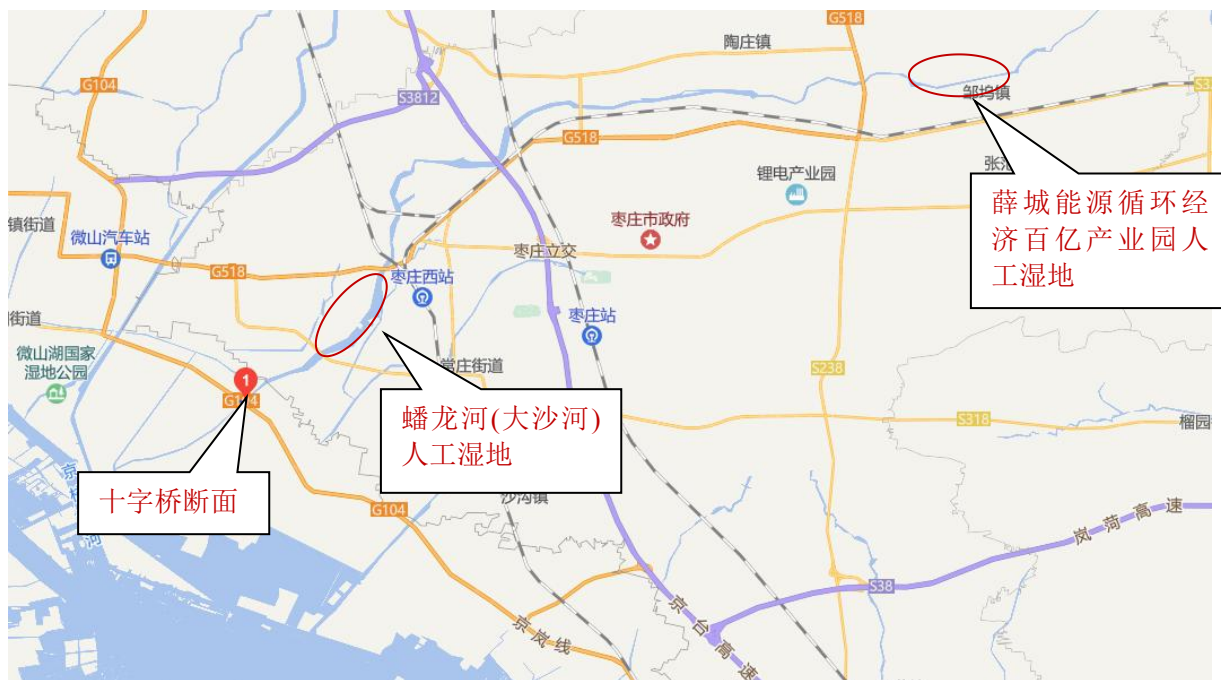 G518
陶庄镇
G104
S3812
邹坞镇
G518
张范
锂电产业园
薛城能源循环经
济百亿产业园人
工湿地
镇街道
微山汽车站
枣庄市政府
枣庄立交
G518
枣庄西站
街道
枣庄站
微山湖国家
湿地公园
常庄街道
S238
1
G104
S318
榴园
蟠龙河(大沙河)
人工湿地
十字桥断面
沙沟镇
G104
京
河
岚菏高速
S38
京台高速
京岚线